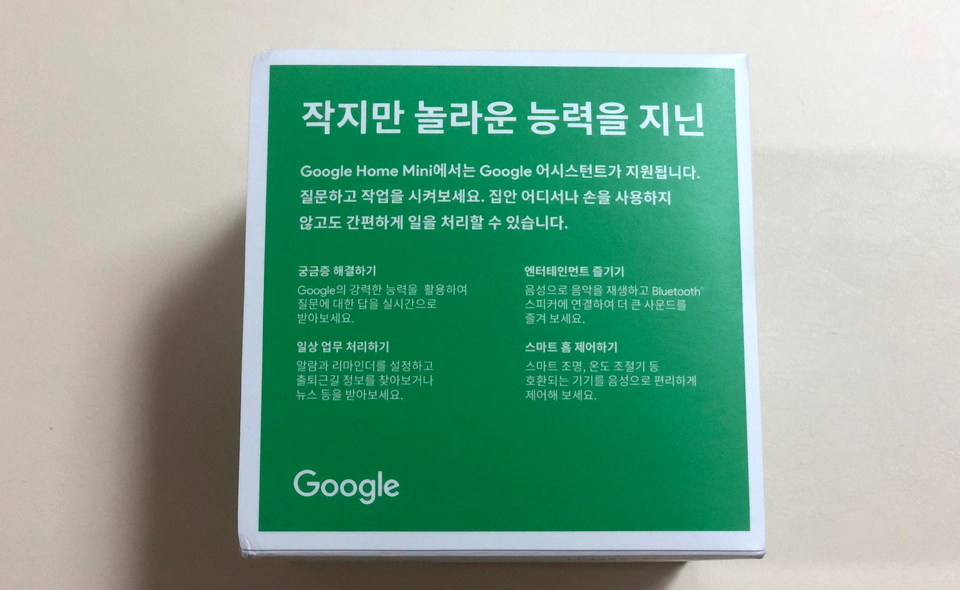 작지만 놀라운 능력을 지닌
Google Home Mini에서는 Google 어시스턴트가 지원됩니다.
질문하고 작업을 시켜보세요. 집안 어디서나 손을 사용하지
않고도 간편하게 일을 처리할 수 있습니다.
궁금증 해결하기
Google의 강력한 능력을 활용하여
질문에 대한 답을 실시간으로
받아보세요.
엔터테인먼트 즐기기
음성으로 음악을 재생하고 Bluetooth™
스피커에 연결하여 더 큰 사운드를
즐겨 보세요.
일상 업무 처리하기
알람과 리마인더를 설정하고
출퇴근길 정보를 찾아보거나
뉴스 등을 받아보세요.
스마트 홈 제어하기
스마트 조명, 온도 조절기 등
호환되는 기기를 음성으로 편리하게
제어해 보세요.
Google